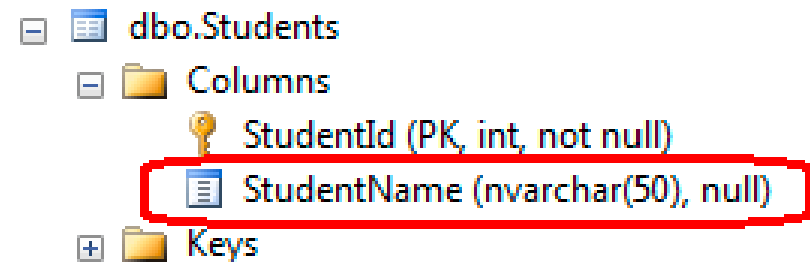 dbo.Students
Columns
StudentId (PK, int, not null)
StudentName (nvarchar(50), null)
Keys